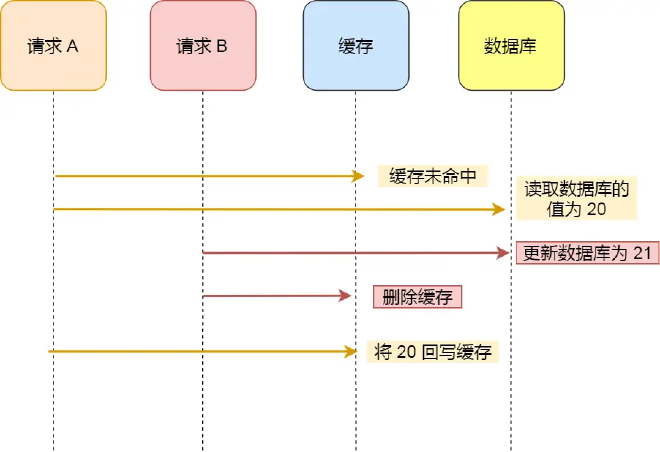 请求 A
请求 B
缓存
数据库
缓存未命中
读取数据库的
值为 20
更新数据库为 21
删除缓存
将 20 回写缓存